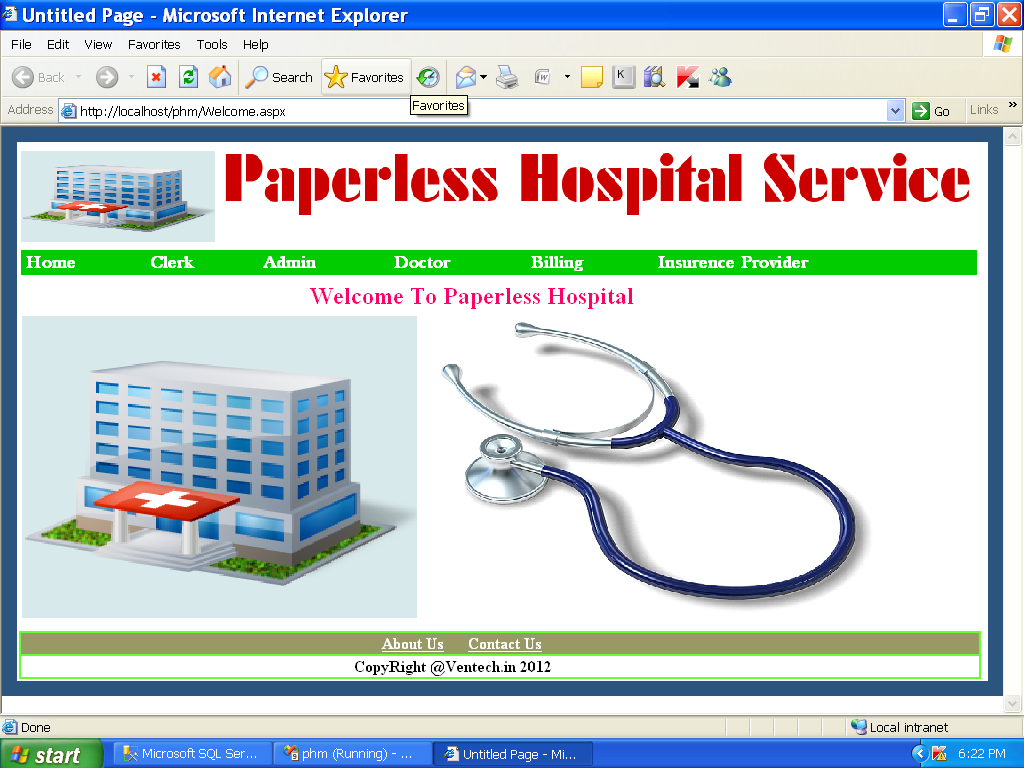 Untitled Page - Microsoft Internet Explorer
File Edit View Favorites Tools Help
Back Search Favorites
Favorites
Address http://localhost/phm/Welcome.aspx Go Links »
Paperless Hospital Service
Home Clerk Admin Doctor Billing Insurence Provider
Welcome To Paperless Hospital
About Us Contact Us
CopyRight @Ventech.in 2012
Done Local intranet
start Microsoft SQL Ser... phm (Running) - ... Untitled Page - Mi... 6:22 PM